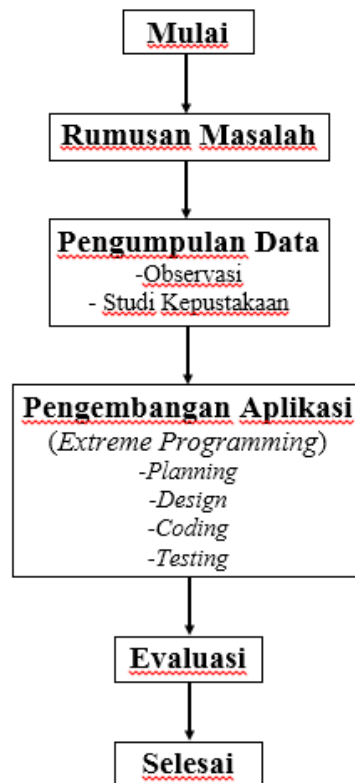 Mulai
Rumusan Masalah
Pengumpulan Data
-Observasi
- Studi Kepustakaan
Pengembangan Aplikasi
(Extreme Programming)
-Planning
-Design
-Coding
-Testing
Evaluasi
Selesai